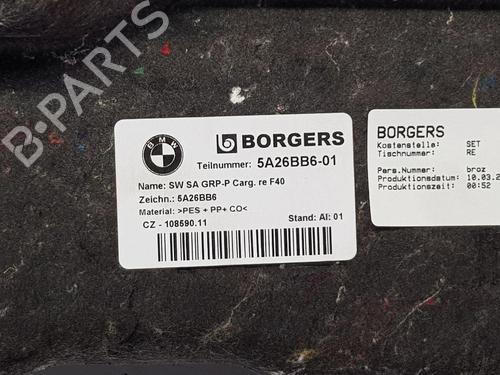 B-PARTS
BMW
BORGERS
Teilnummer: 5A26BB6-01
Name: SW SA GRP-P Carg. re F40
Zeichn.: 5A26BB6
Material: >PES + PP+ CO<
CZ - 108590.11
Stand: AI: 01
BORGERS
Kostenstelle: SET
Tischnummer: RE
Pers.Nummer: broz
Produktionsdatum: 10.03.2
Produktionszeit: 00:52